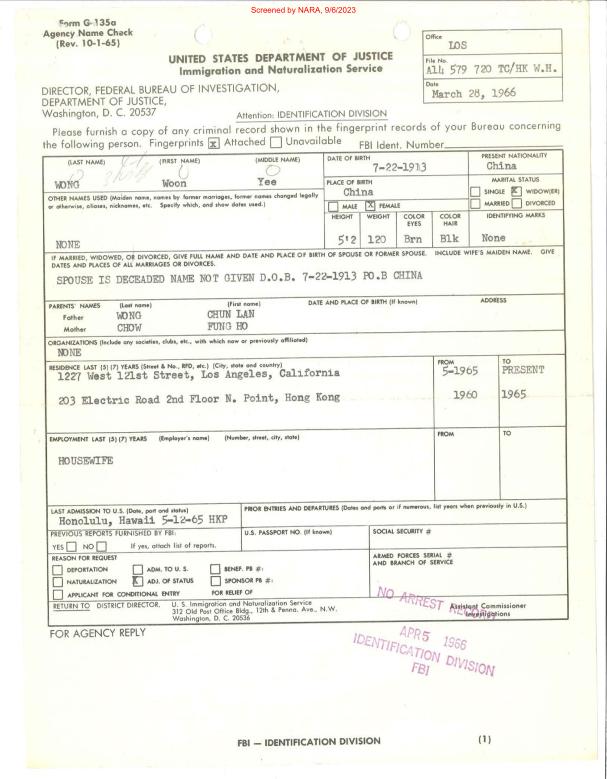 Screened by NARA, 9/6/2023
Form G-135a
Agency Name Check
(Rev. 10-1-65)
Office
LOS
File No.
A14 579 720 TC/HK W.H.
Date
March 28, 1966
UNITED STATES DEPARTMENT OF JUSTICE
Immigration and Naturalization Service
DIRECTOR, FEDERAL BUREAU OF INVESTIGATION,
DEPARTMENT OF JUSTICE,
Washington, D. C. 20537
Attention: IDENTIFICATION DIVISION
Please furnish a copy of any criminal record shown in the fingerprint records of your Bureau concerning
the following person. Fingerprints x Attached Unavailable FBI Ident. Number
(LAST NAME) (FIRST NAME) (MIDDLE NAME)
WONG Woon Yee
DATE OF BIRTH
7-22-1913
PRESENT NATIONALITY
China
OTHER NAMES USED (Maiden name, names by former marriages, former names changed legally
or otherwise, aliases, nicknames, etc. Specify which, and show dates used.)
NONE
PLACE OF BIRTH
China
MALE X FEMALE
MARITAL STATUS
SINGLE X WIDOW(ER)
MARRIED DIVORCED
HEIGHT WEIGHT COLOR EYES COLOR HAIR IDENTIFYING MARKS
5'2 120 Brn Blk None
IF MARRIED, WIDOWED, OR DIVORCED, GIVE FULL NAME AND DATE AND PLACE OF BIRTH OF SPOUSE OR FORMER SPOUSE. INCLUDE WIFE'S MAIDEN NAME. GIVE
DATES AND PLACES OF ALL MARRIAGES OR DIVORCES.
SPOUSE IS DECEADED NAME NOT GIVEN D.O.B. 7-22-1913 PO.B CHINA
PARENTS' NAMES (Last name) (First name) DATE AND PLACE OF BIRTH (If known) ADDRESS
Father WONG CHUN LAN
Mother CHOW FUNG HO
ORGANIZATIONS (Include any societies, clubs, etc., with which now or previously affiliated)
NONE
RESIDENCE LAST (5) (7) YEARS (Street & No., RFD, etc.) (City, state and country) FROM TO
1227 West 121st Street, Los Angeles, California 5-1965 PRESENT
203 Electric Road 2nd Floor N. Point, Hong Kong 1960 1965
EMPLOYMENT LAST (5) (7) YEARS (Employer's name) (Number, street, city, state) FROM TO
HOUSEWIFE
LAST ADMISSION TO U.S. (Date, port and status)
Honolulu, Hawaii 5-12-65 HKP
PRIOR ENTRIES AND DEPARTURES (Dates and ports or if numerous, list years when previously in U.S.)
PREVIOUS REPORTS FURNISHED BY FBI:
YES NO If yes, attach list of reports.
U.S. PASSPORT NO. (If known)
SOCIAL SECURITY #
REASON FOR REQUEST
DEPORTATION ADM. TO U.S. BENEF. PB #:
NATURALIZATION X ADJ. OF STATUS SPONSOR PB #:
APPLICANT FOR CONDITIONAL ENTRY FOR RELIEF OF
ARMED FORCES SERIAL #
AND BRANCH OF SERVICE
RETURN TO DISTRICT DIRECTOR. U. S. Immigration and Naturalization Service
312 Old Post Office Bldg., 12th & Penna. Ave., N.W.
Washington, D. C. 20536
Assistant Commissioner
Investigations
NO ARREST RECORD
APR 5 1966
IDENTIFICATION DIVISION
FBI
FOR AGENCY REPLY
FBI — IDENTIFICATION DIVISION
(1)